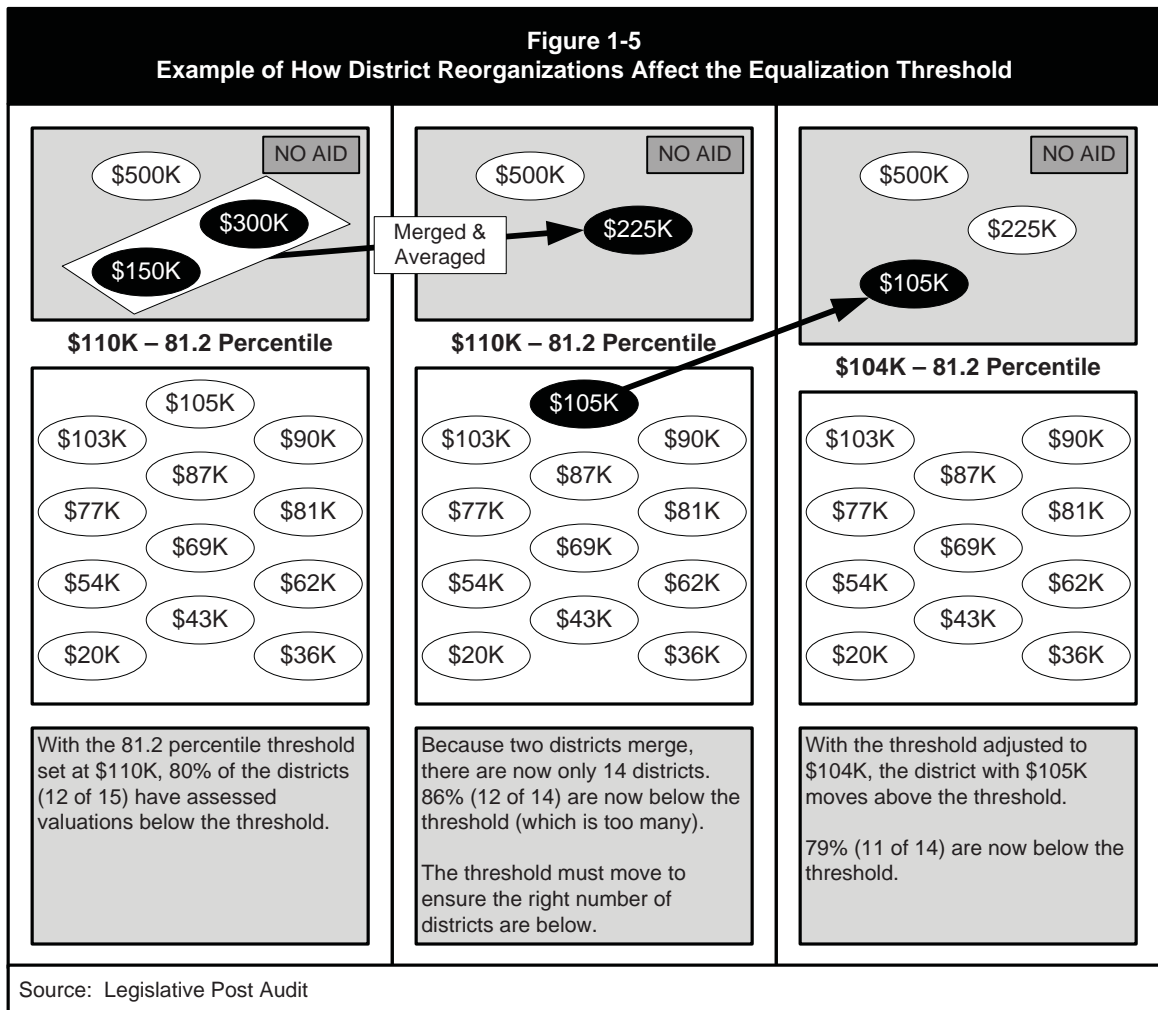 Figure 1-5
Example of How District Reorganizations Affect the Equalization Threshold
NO AID
$500K
$300K
$150K
$110K – 81.2 Percentile
$105K
$103K
$90K
$87K
$77K
$81K
$69K
$54K
$62K
$43K
$20K
$36K
With the 81.2 percentile threshold
set at $110K, 80% of the districts
(12 of 15) have assessed
valuations below the threshold.
Merged &
Averaged
NO AID
$500K
$225K
$110K – 81.2 Percentile
$105K
$103K
$90K
$87K
$77K
$81K
$69K
$54K
$62K
$43K
$20K
$36K
Because two districts merge,
there are now only 14 districts.
86% (12 of 14) are now below the
threshold (which is too many).
The threshold must move to
ensure the right number of
districts are below.
NO AID
$500K
$225K
$105K
$104K – 81.2 Percentile
$103K
$90K
$87K
$77K
$81K
$69K
$54K
$62K
$43K
$20K
$36K
With the threshold adjusted to
$104K, the district with $105K
moves above the threshold.
79% (11 of 14) are now below the
threshold.
Source: Legislative Post Audit